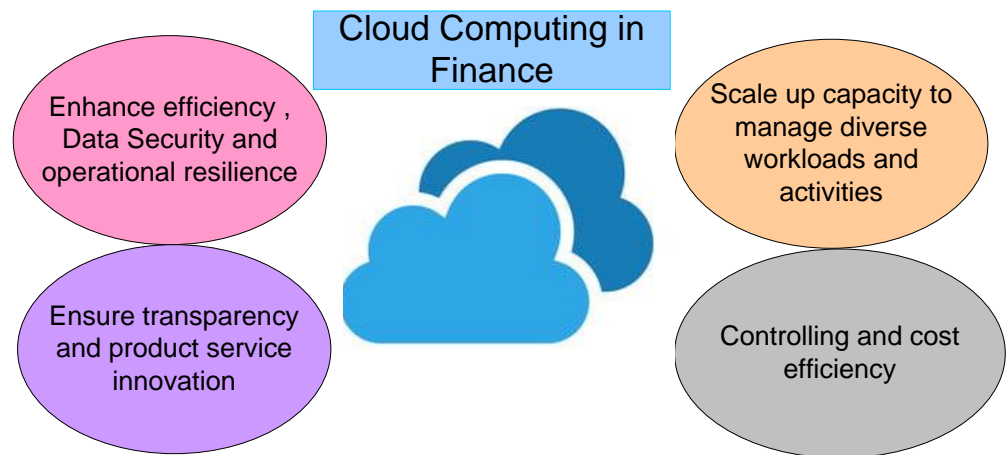 Cloud Computing in
Finance
Enhance efficiency ,
Data Security and
operational resilience
Scale up capacity to
manage diverse
workloads and
activities
Ensure transparency
and product service
innovation
Controlling and cost
efficiency